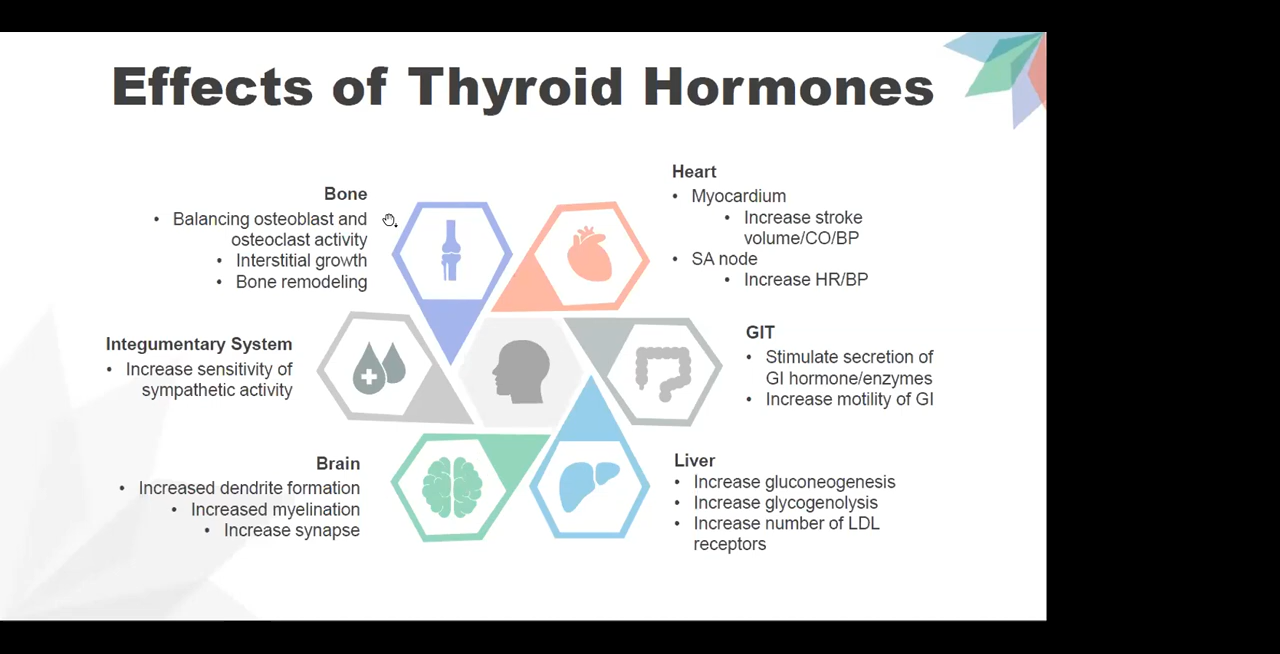 Effects of Thyroid Hormones
Bone
• Balancing osteoblast and
osteoclast activity
• Interstitial growth
• Bone remodeling
Heart
• Myocardium
• Increase stroke
volume/CO/BP
• SA node
• Increase HR/BP
Integumentary System
• Increase sensitivity of
sympathetic activity
GIT
• Stimulate secretion of
GI hormone/enzymes
• Increase motility of GI
Brain
• Increased dendrite formation
• Increased myelination
• Increase synapse
Liver
• Increase gluconeogenesis
• Increase glycogenolysis
• Increase number of LDL
receptors